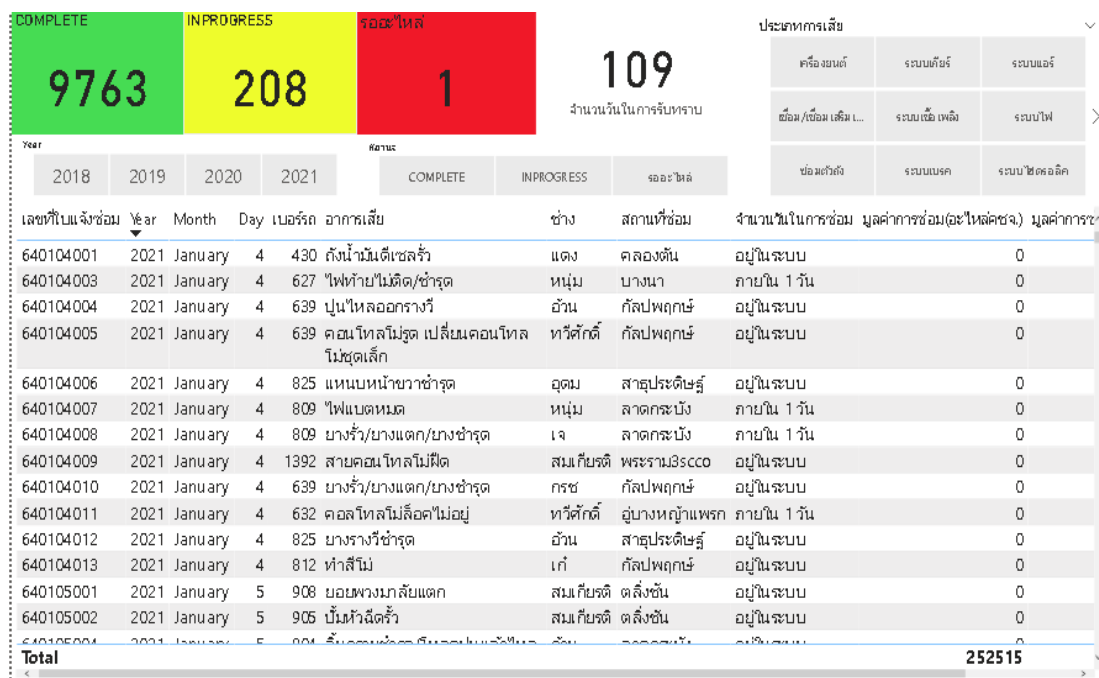 COMPLETE INPROGRESS รออะไหล่
9763 208 1
109
จำนวนวันในการรับทราบ
ประเภทการเสีย
เครื่องยนต์ ระบบเกียร์ ระบบแอร์
เชื่อม/เชื่อมเสริมเ... ระบบเชื้อเพลิง ระบบไฟ
ซ่อมตัวถัง ระบบเบรค ระบบไฮดรอลิค
Year
2018 2019 2020 2021
สถานะ
COMPLETE INPROGRESS รออะไหล่
เลขที่ใบแจ้งซ่อม Year Month Day เบอร์รถ อาการเสีย ช่าง สถานที่ซ่อม จำนวนวันในการซ่อม มูลค่าการซ่อม(อะไหล่คชจ.) มูลค่าการซ
640104001 2021 January 4 430 ถังน้ำมันดีเซลรั่ว แดง คลองตัน อยู่ในระบบ 0
640104003 2021 January 4 627 ไฟท้ายไม่ติด/ชำรุด หนุ่ม บางนา ภายใน 1 วัน 0
640104004 2021 January 4 639 ปูนไหลออกรางวี อ้วน กัลปพฤกษ์ อยู่ในระบบ 0
640104005 2021 January 4 639 คอนโทลโม่รูด เปลี่ยนคอนโทล ทวีศักดิ์ กัลปพฤกษ์ อยู่ในระบบ 0
โม่ชุดเล็ก
640104006 2021 January 4 825 แหนบหน้าขวาชำรุด อุดม สาธุประดิษฐ์ อยู่ในระบบ 0
640104007 2021 January 4 809 ไฟแบตหมด หนุ่ม ลาดกระบัง ภายใน 1 วัน 0
640104008 2021 January 4 809 ยางรั่ว/ยางแตก/ยางชำรุด เจ ลาดกระบัง ภายใน 1 วัน 0
640104009 2021 January 4 1392 สายคอนโทลโม่ฝืด สมเกียรติ พระราม3scco อยู่ในระบบ 0
640104010 2021 January 4 639 ยางรั่ว/ยางแตก/ยางชำรุด กรช กัลปพฤกษ์ อยู่ในระบบ 0
640104011 2021 January 4 632 คอลโทลโม่ล็อคไม่อยู่ ทวีศักดิ์ อู่บางหญ้าแพรก ภายใน 1 วัน 0
640104012 2021 January 4 825 ยางรางวีชำรุด อ้วน สาธุประดิษฐ์ อยู่ในระบบ 0
640104013 2021 January 4 812 ทำสีโม่ เก๋ กัลปพฤกษ์ อยู่ในระบบ 0
640105001 2021 January 5 908 ยอยพวงมาลัยแตก สมเกียรติ ตลิ่งชัน อยู่ในระบบ 0
640105002 2021 January 5 905 ปั้มหัวฉีดรั้ว สมเกียรติ ตลิ่งชัน อยู่ในระบบ 0
Total 252515